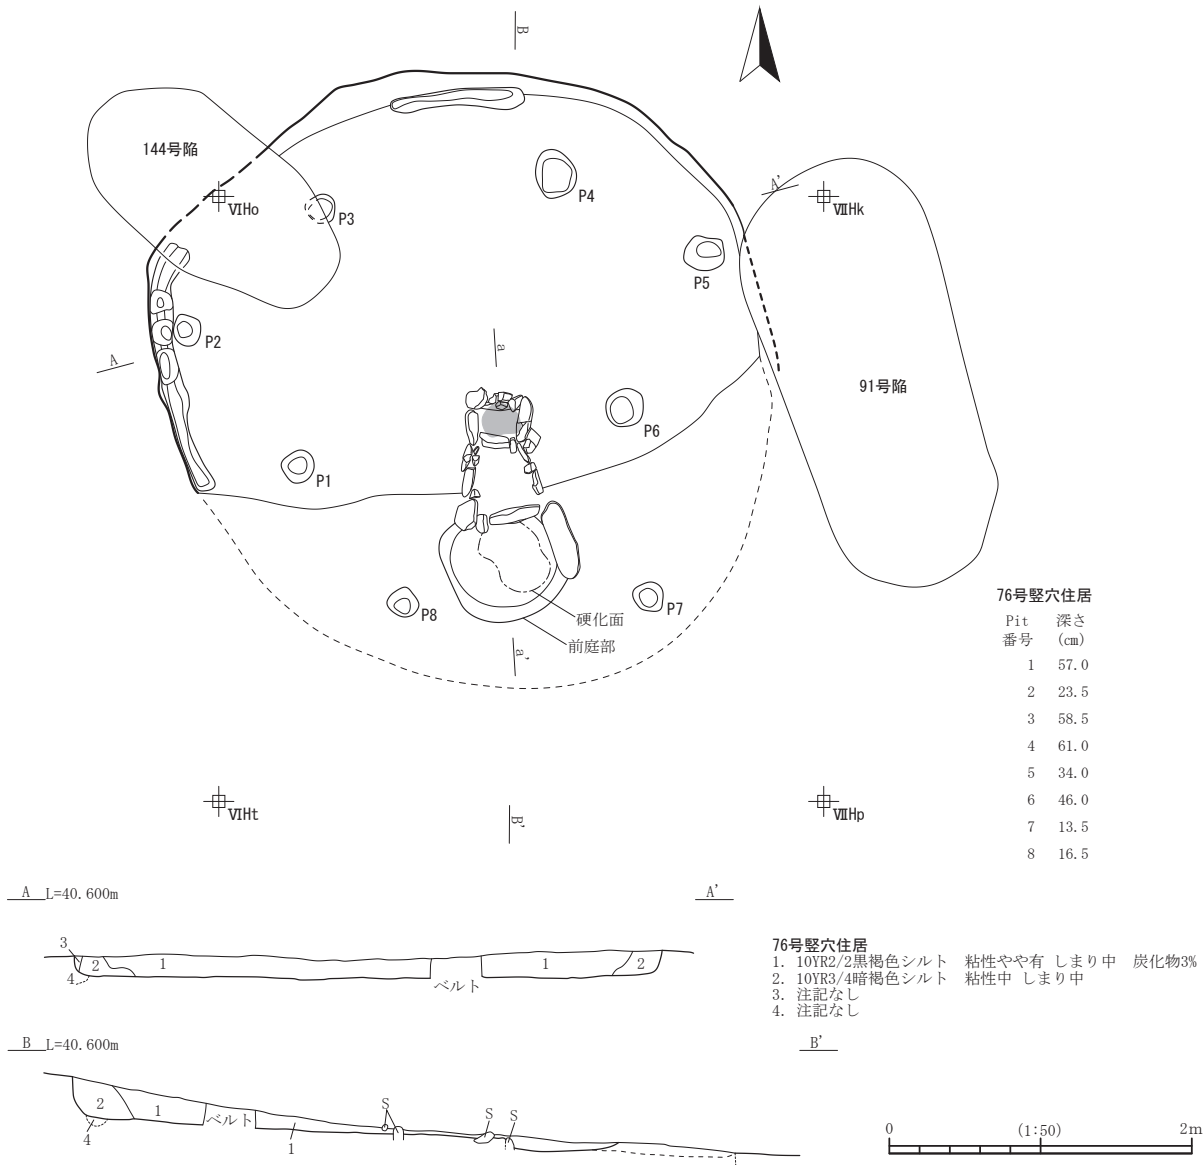 B
144号陥
A'
ⅥHo
P3
P4
ⅦHk
P5
P2
A
a
91号陥
P6
P1
P8
P7
硬化面
前庭部
a'
76号竪穴住居
Pit 深さ
番号 (cm)
1 57.0
2 23.5
3 58.5
4 61.0
5 34.0
6 46.0
7 13.5
8 16.5
ⅥHt
B'
ⅦHp
A L=40.600m A'
3
2 1 1 2
4
ベルト
76号竪穴住居
1. 10YR2/2黒褐色シルト 粘性やや有 しまり中 炭化物3%
2. 10YR3/4暗褐色シルト 粘性中 しまり中
3. 注記なし
4. 注記なし
B L=40.600m B'
2 1 ベルト S S S
4 1
0 (1:50) 2m